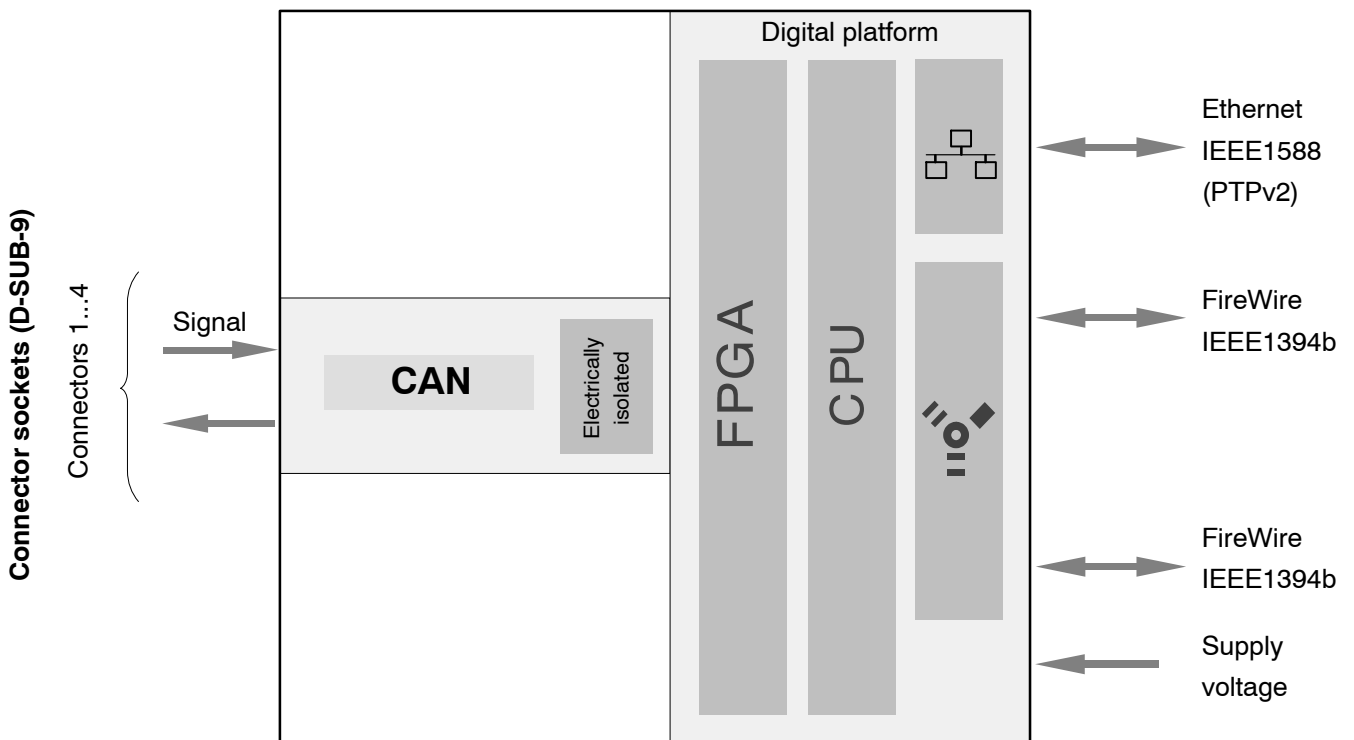 Digital platform
Connector sockets (D-SUB-9)
Connectors 1...4
Signal
CAN
Electrically
isolated
FPGA
CPU
Ethernet
IEEE1588
(PTPv2)
FireWire
IEEE1394b
FireWire
IEEE1394b
Supply
voltage